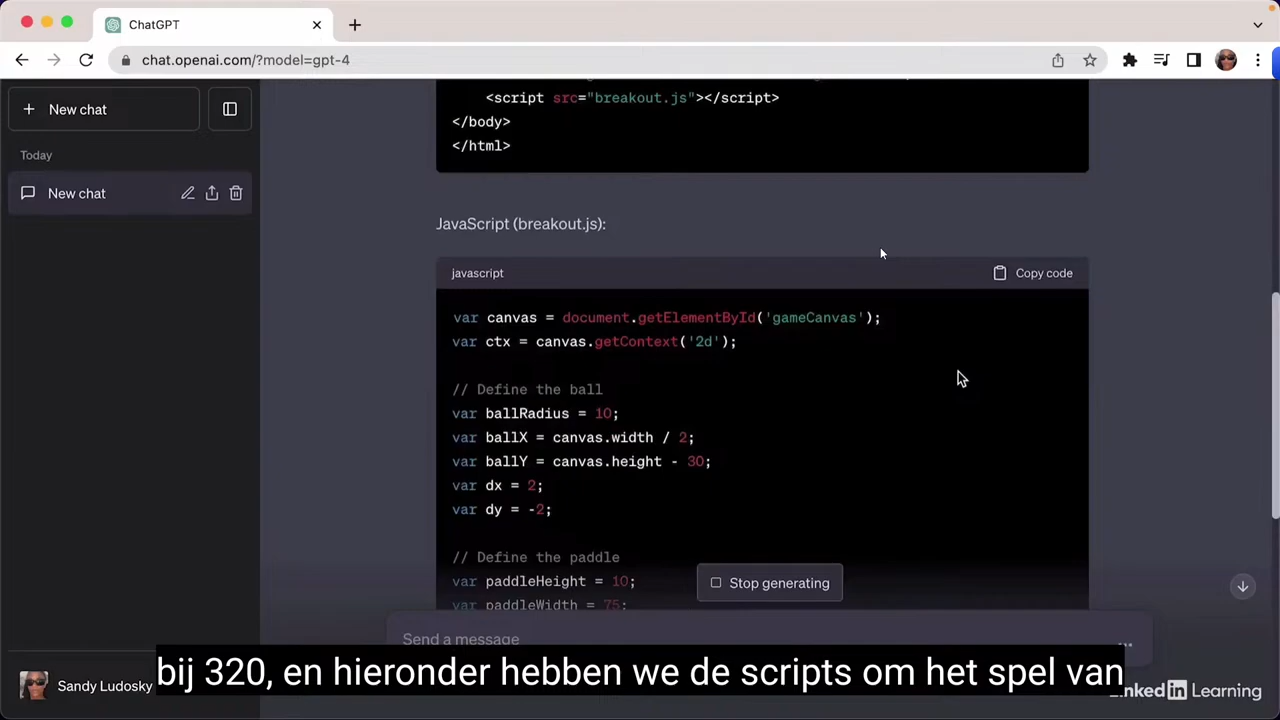 ChatGPT
chat.openai.com/?model=gpt-4
New chat
Today
New chat
<script src="breakout.js"></script>
</body>
</html>
JavaScript (breakout.js):
javascript
Copy code
var canvas = document.getElementById('gameCanvas');
var ctx = canvas.getContext('2d');
// Define the ball
var ballRadius = 10;
var ballX = canvas.width / 2;
var ballY = canvas.height - 30;
var dx = 2;
var dy = -2;
// Define the paddle
var paddleHeight = 10;
var paddleWidth = 75;
Stop generating
Send a message
bij 320, en hieronder hebben we de scripts om het spel van
Sandy Ludosky
Linked in Learning